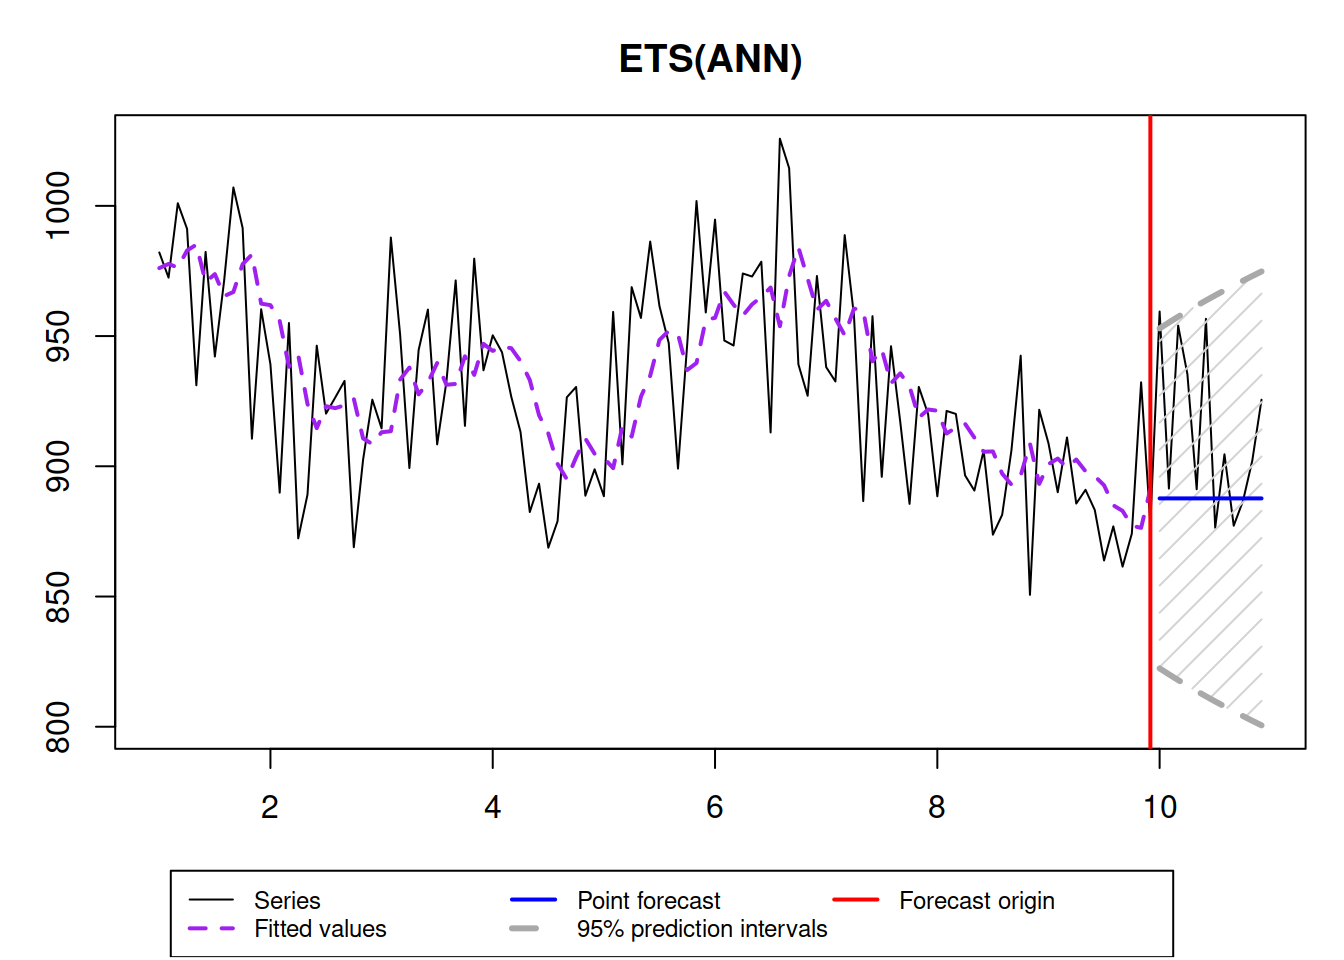 ETS(ANN)
1000
950
900
850
800
2 4 6 8 10
Series Point forecast Forecast origin
Fitted values 95% prediction intervals